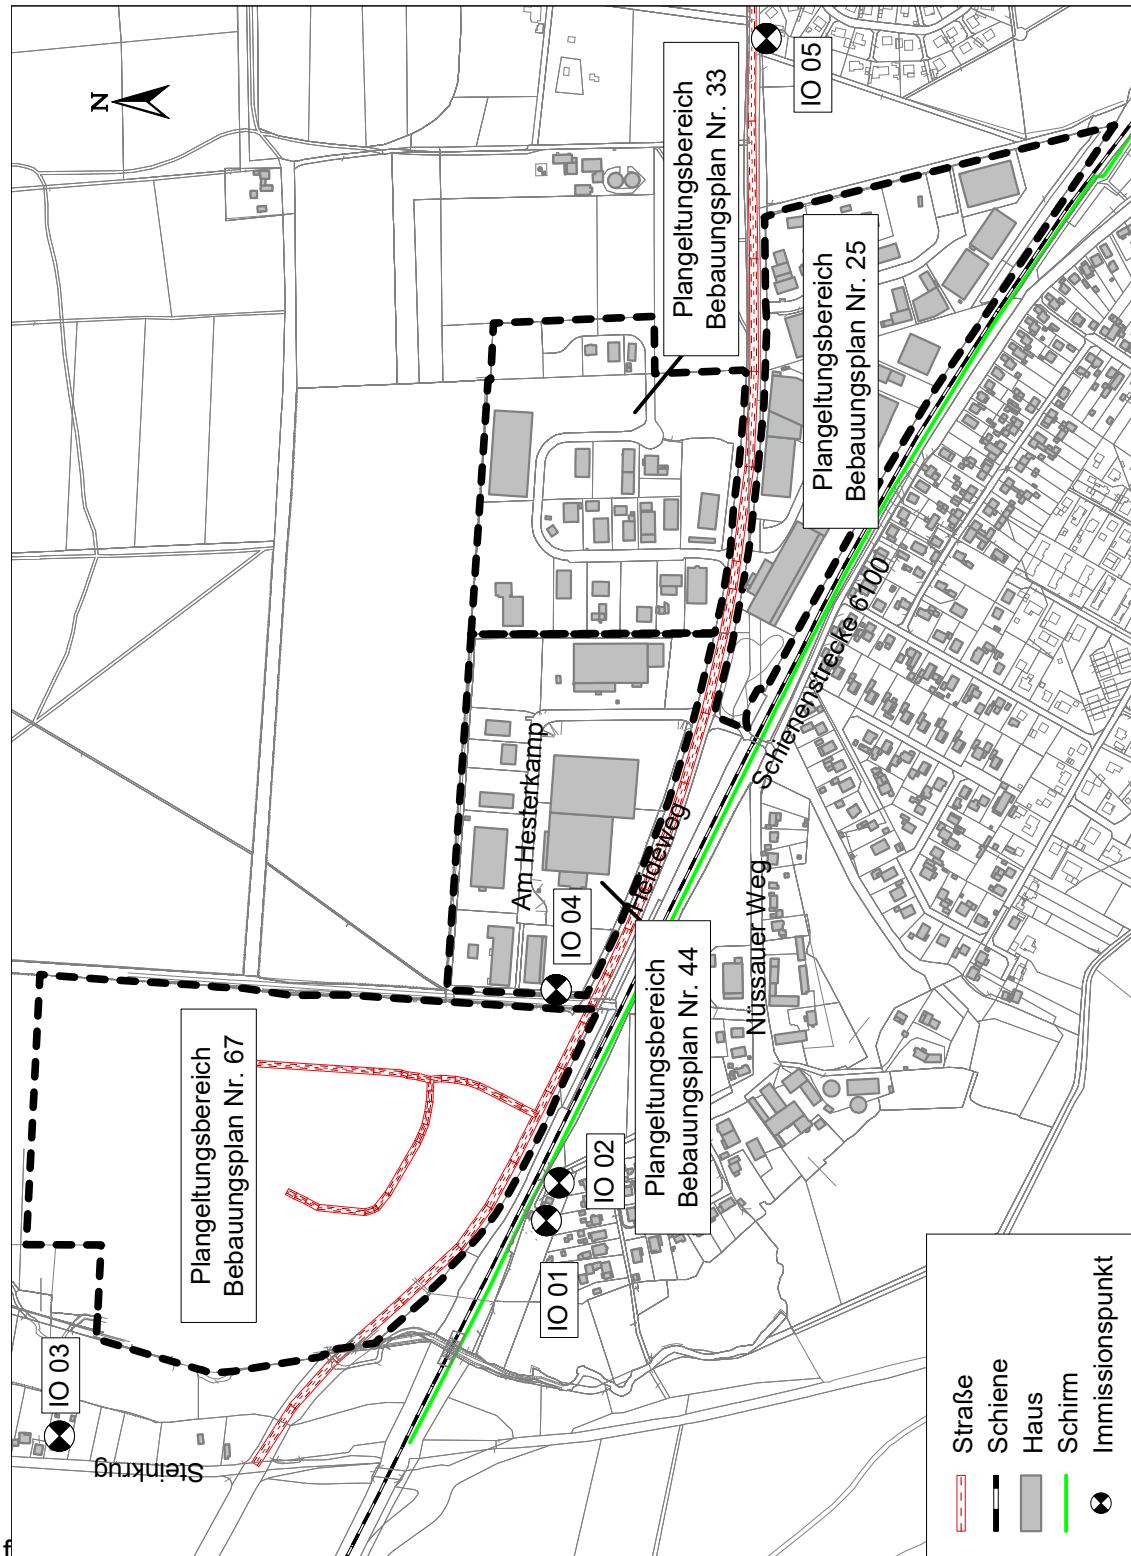 N
IO 05
Plangeltungsbereich
Bebauungsplan Nr. 33
Plangeltungsbereich
Bebauungsplan Nr. 25
Schienenstrecke 6100
Am Hesterkamp
Heideweg
IO 04
Nüssauer Weg
Plangeltungsbereich
Bebauungsplan Nr. 44
Plangeltungsbereich
Bebauungsplan Nr. 67
IO 02
IO 01
IO 03
Steinkrug
Straße
Schiene
Haus
Schirm
Immissionspunkt
f